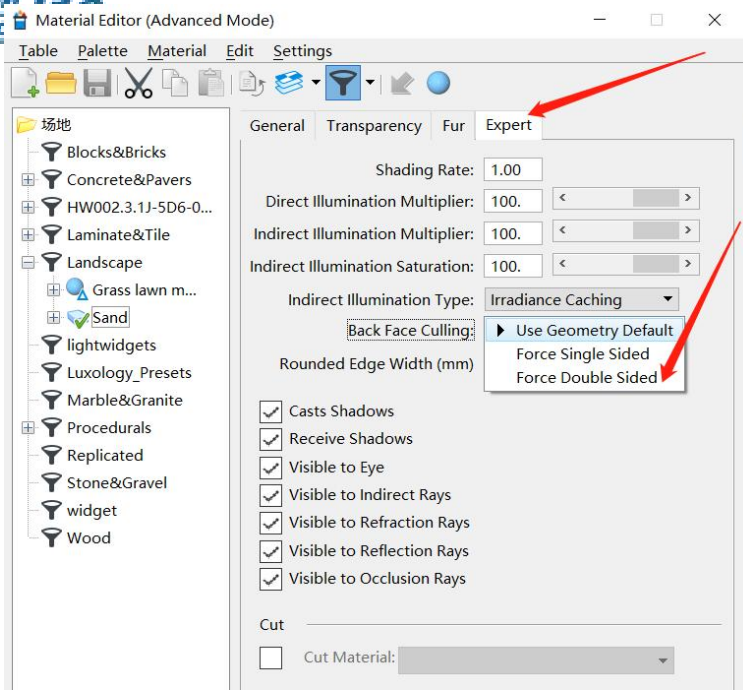 Material Editor (Advanced Mode)
Table Palette Material Edit Settings
场地
Blocks&Bricks
Concrete&Pavers
HW002.3.1J-5D6-0...
Laminate&Tile
Landscape
Grass lawn m...
Sand
lightwidgets
Luxology_Presets
Marble&Granite
Procedurals
Replicated
Stone&Gravel
widget
Wood
General Transparency Fur Expert
Shading Rate: 1.00
Direct Illumination Multiplier: 100.
Indirect Illumination Multiplier: 100.
Indirect Illumination Saturation: 100.
Indirect Illumination Type: Irradiance Caching
Back Face Culling: Use Geometry Default
Force Single Sided
Rounded Edge Width (mm)
Force Double Sided
Casts Shadows
Receive Shadows
Visible to Eye
Visible to Indirect Rays
Visible to Refraction Rays
Visible to Reflection Rays
Visible to Occlusion Rays
Cut
Cut Material: